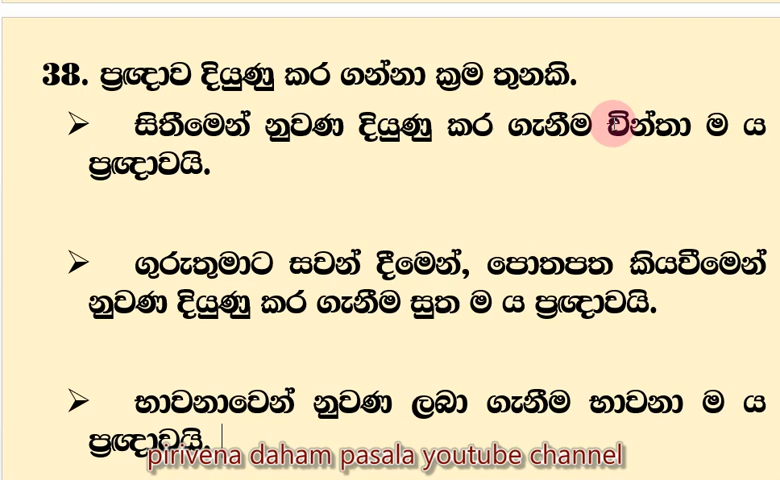 38. ප්‍රඥාව දියුණු කර ගන්නා ක්‍රම තුනකි.
➢ සිතීමෙන් නුවණ දියුණු කර ගැනීම චින්තා ම ය
ප්‍රඥාවයි.
➢ ගුරුතුමාට සවන් දීමෙන්, පොතපත කියවීමෙන්
නුවණ දියුණු කර ගැනීම සුත ම ය ප්‍රඥාවයි.
➢ භාවනාවෙන් නුවණ ලබා ගැනීම භාවනා ම ය
ප්‍රඥාවයි.
pirivena daham pasala youtube channel